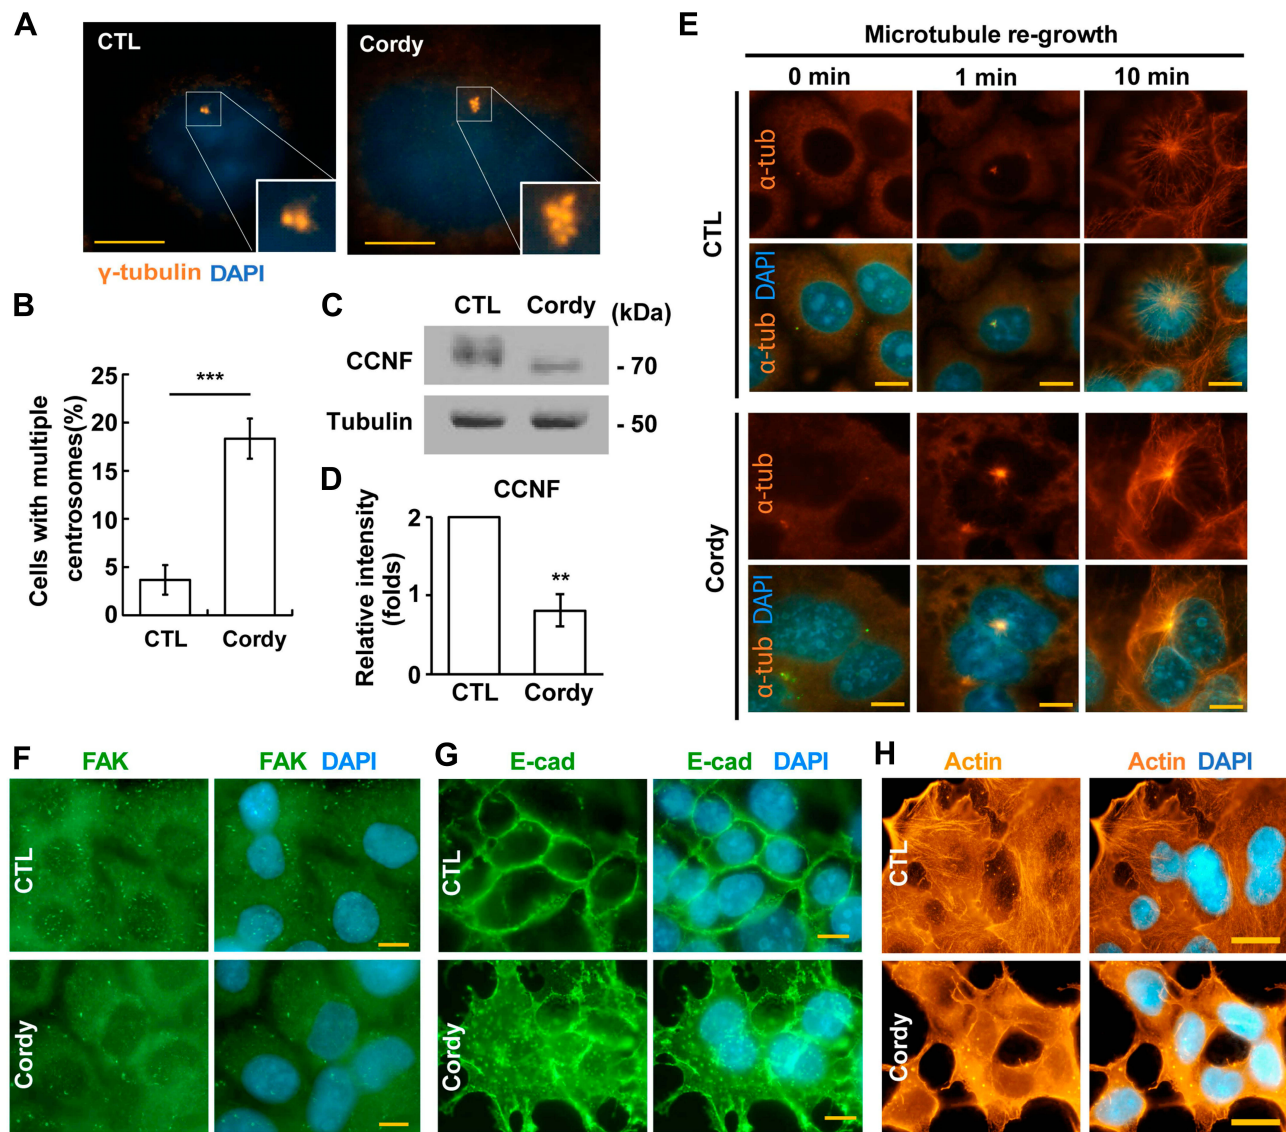 A
CTL
Cordy
γ-tubulin DAPI
B
Cells with multiple
centrosomes(%)
25
20
15
10
5
0
***
CTL
Cordy
C
CTL
Cordy
(kDa)
CCNF
- 70
Tubulin
- 50
D
CCNF
Relative intensity
(folds)
2
1
0
**
CTL
Cordy
E
Microtubule re-growth
0 min
1 min
10 min
CTL
α-tub
α-tub DAPI
Cordy
α-tub
α-tub DAPI
F
FAK
FAK DAPI
CTL
Cordy
G
E-cad
E-cad DAPI
CTL
Cordy
H
Actin
Actin DAPI
CTL
Cordy